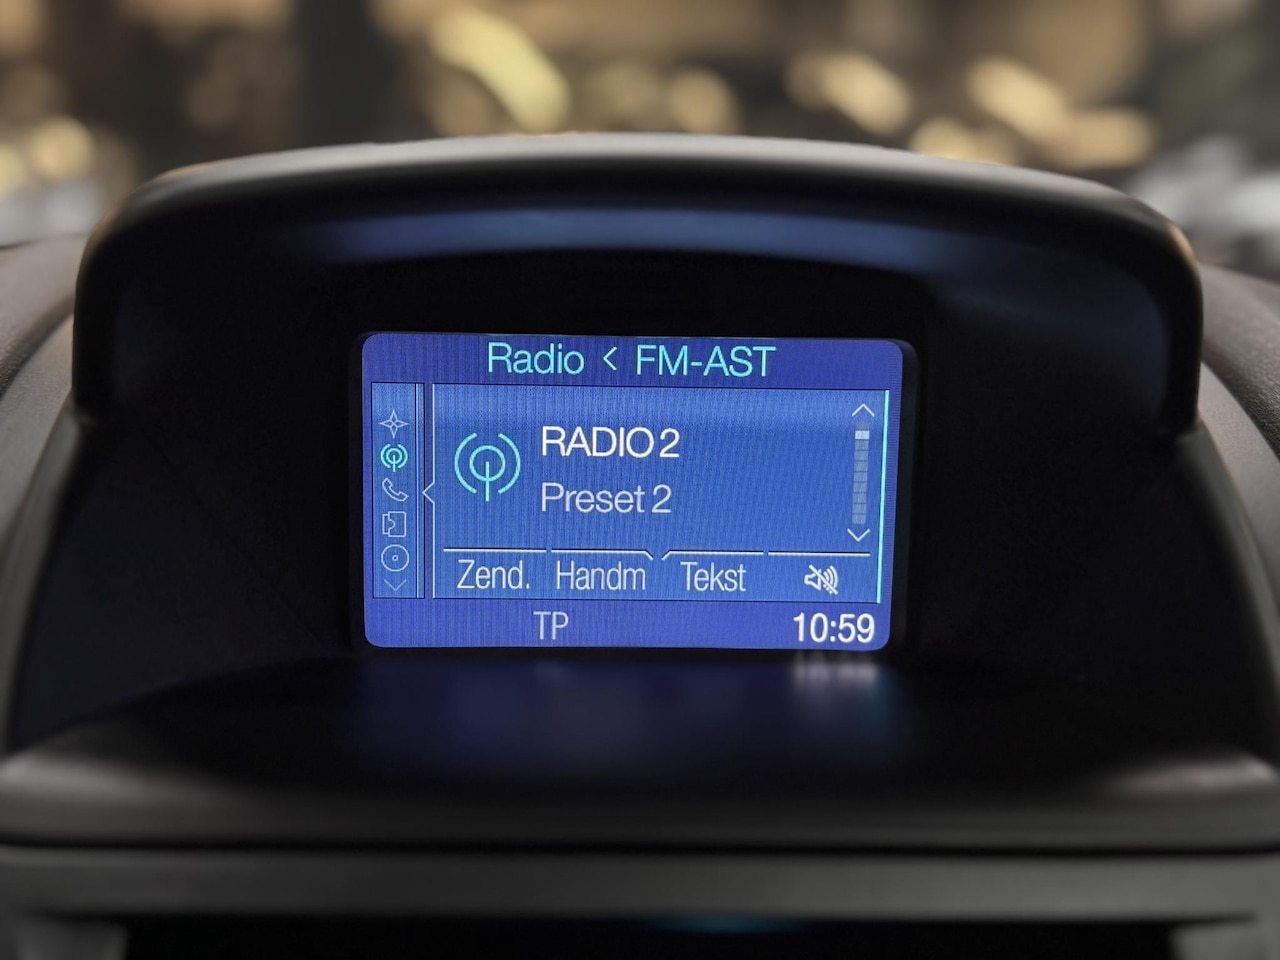 Radio < FM-AST
RADIO 2
Preset 2
Zend. Handm Tekst
TP 10:59